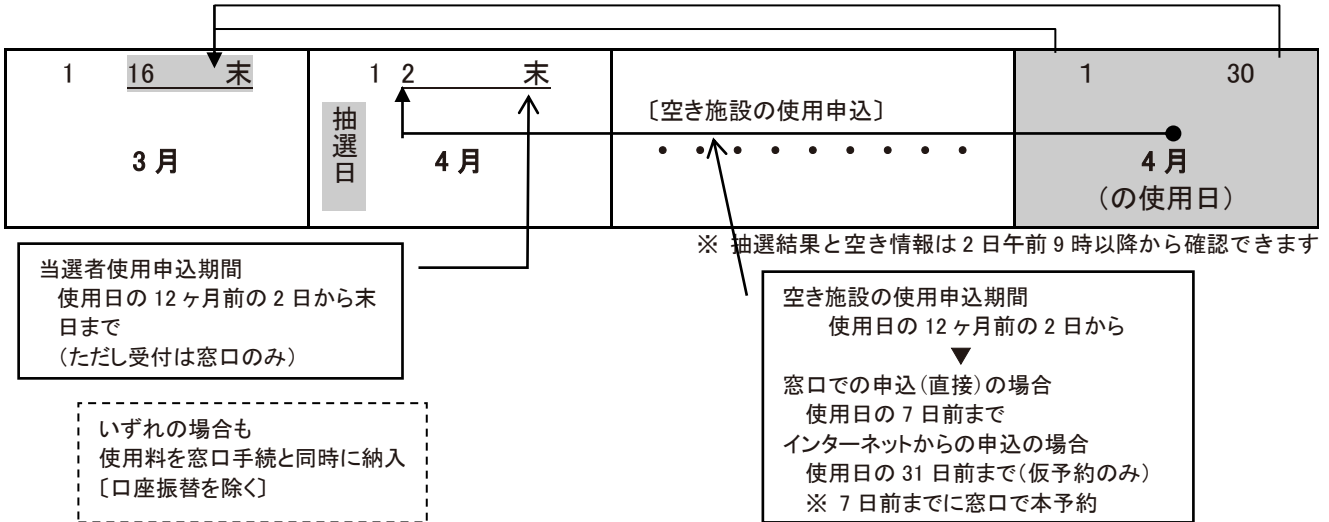 1 16 末
3 月
1 2 末
抽選日
4 月
〔空き施設の使用申込〕
・ ・ ・ ・ ・ ・ ・ ・ ・
1 30
4 月
（の使用日）
※ 抽選結果と空き情報は 2 日午前 9 時以降から確認できます
当選者使用申込期間
使用日の 12 ヶ月前の 2 日から末
日まで
（ただし受付は窓口のみ）
いずれの場合も
使用料を窓口手続と同時に納入
〔口座振替を除く〕
空き施設の使用申込期間
使用日の 12 ヶ月前の 2 日から
▼
窓口での申込（直接）の場合
使用日の 7 日前まで
インターネットからの申込の場合
使用日の 31 日前まで（仮予約のみ）
※ 7 日前までに窓口で本予約